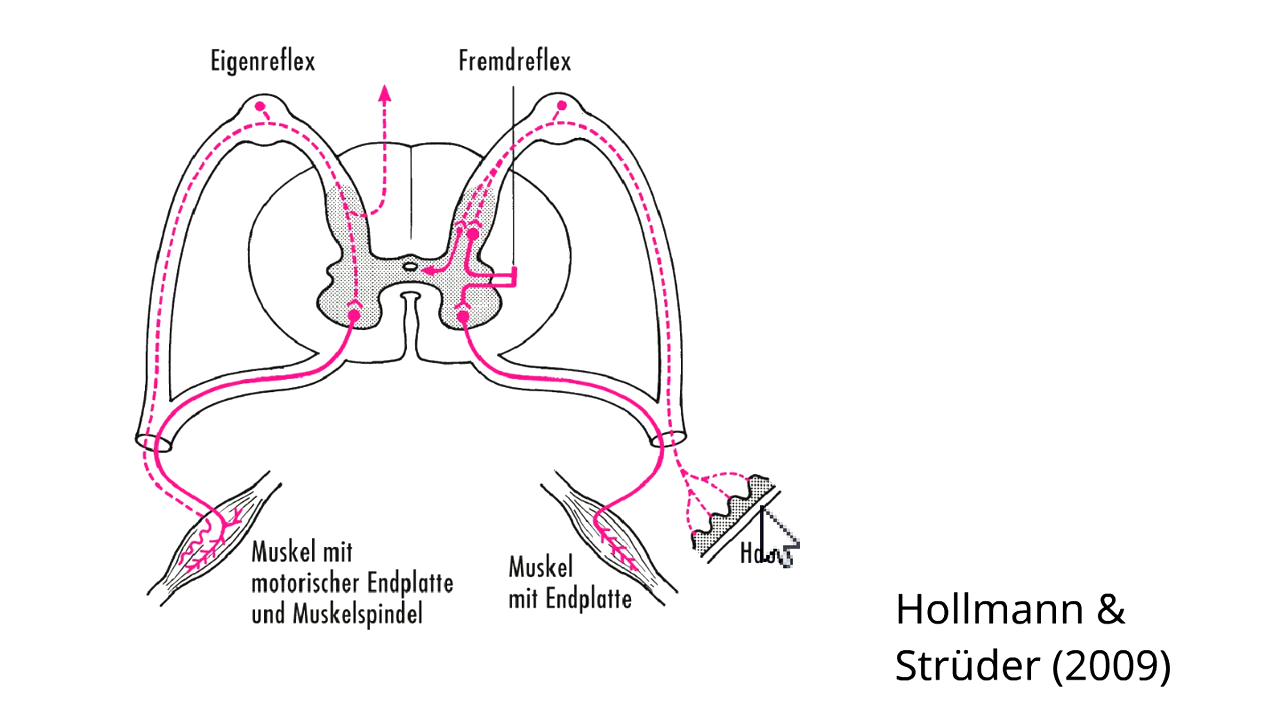 Eigenreflex
Fremdreflex
Muskel mit
motorischer Endplatte
und Muskelspindel
Muskel
mit Endplatte
Hollmann &
Strüder (2009)